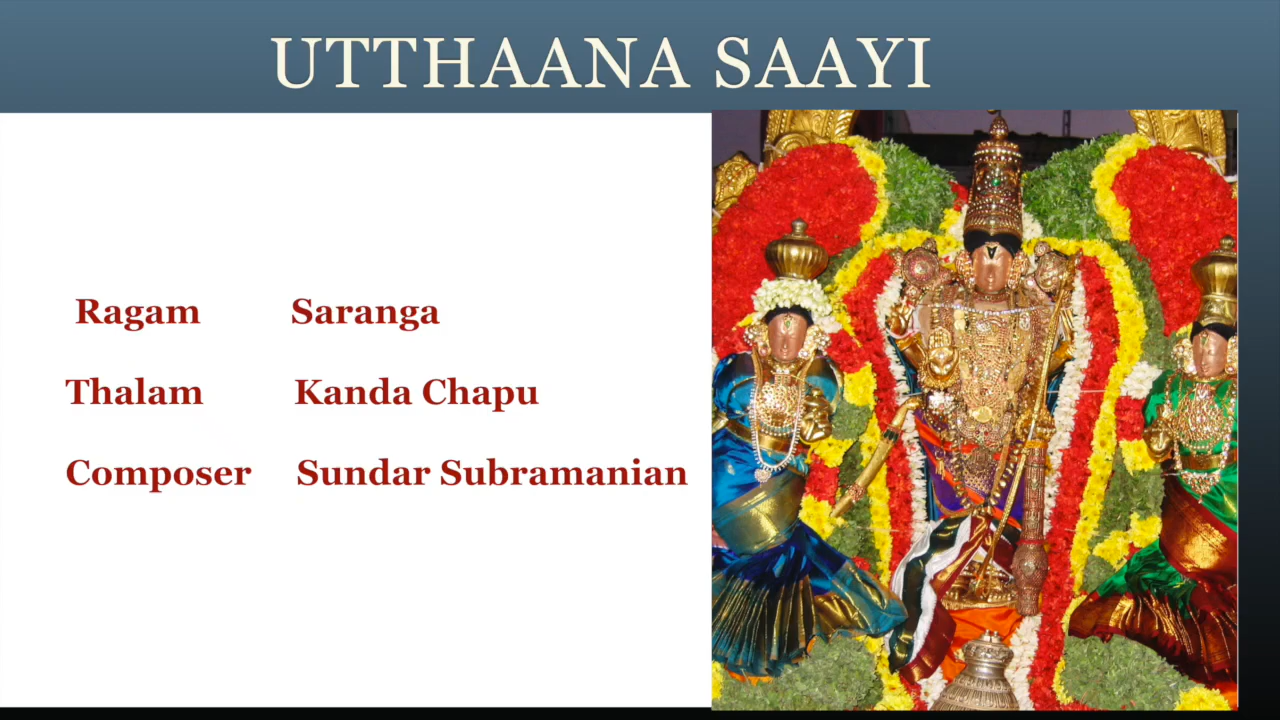 UTTHAANA SAAYI
Ragam Saranga
Thalam Kanda Chapu
Composer Sundar Subramanian